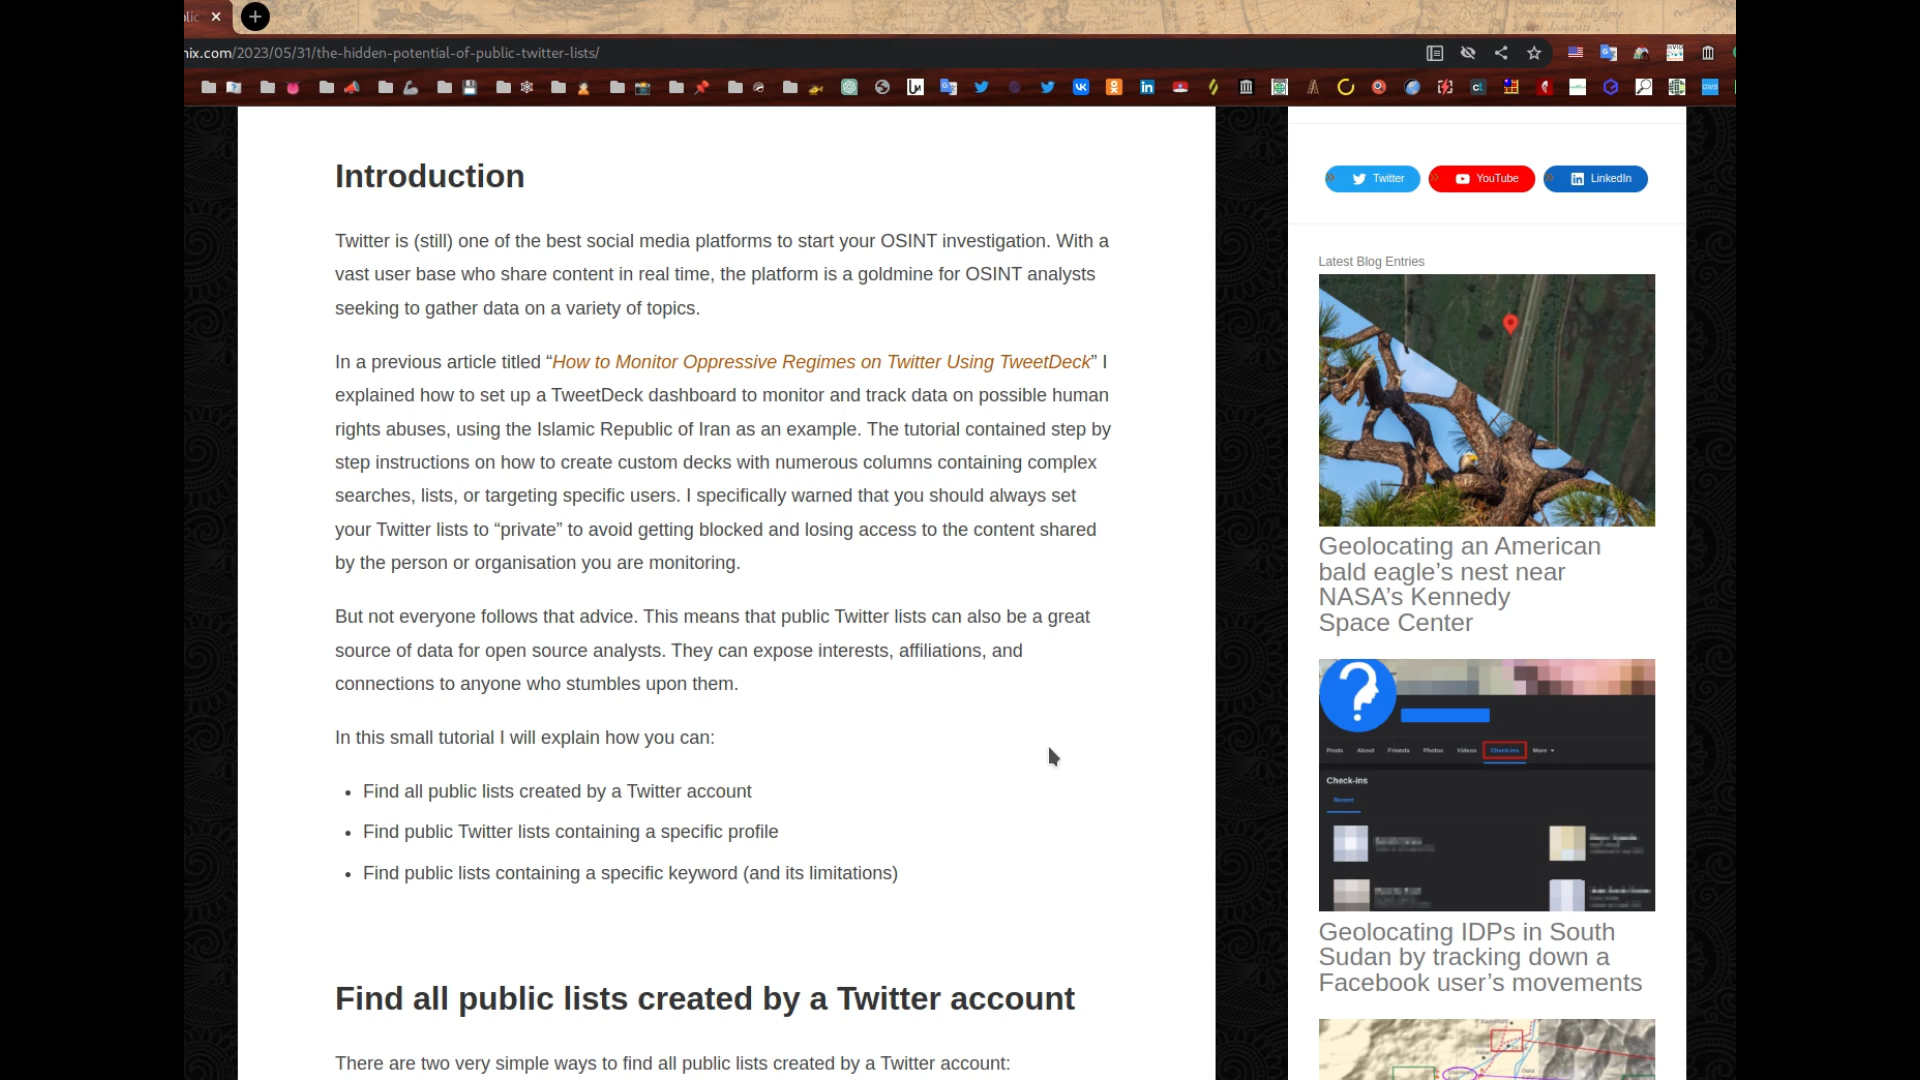 nix.com/2023/05/31/the-hidden-potential-of-public-twitter-lists/
Introduction
Twitter is (still) one of the best social media platforms to start your OSINT investigation. With a
vast user base who share content in real time, the platform is a goldmine for OSINT analysts
seeking to gather data on a variety of topics.
In a previous article titled “How to Monitor Oppressive Regimes on Twitter Using TweetDeck” I
explained how to set up a TweetDeck dashboard to monitor and track data on possible human
rights abuses, using the Islamic Republic of Iran as an example. The tutorial contained step by
step instructions on how to create custom decks with numerous columns containing complex
searches, lists, or targeting specific users. I specifically warned that you should always set
your Twitter lists to “private” to avoid getting blocked and losing access to the content shared
by the person or organisation you are monitoring.
But not everyone follows that advice. This means that public Twitter lists can also be a great
source of data for open source analysts. They can expose interests, affiliations, and
connections to anyone who stumbles upon them.
In this small tutorial I will explain how you can:
• Find all public lists created by a Twitter account
• Find public Twitter lists containing a specific profile
• Find public lists containing a specific keyword (and its limitations)
Find all public lists created by a Twitter account
There are two very simple ways to find all public lists created by a Twitter account:
Twitter YouTube LinkedIn
Latest Blog Entries
Geolocating an American
bald eagle’s nest near
NASA’s Kennedy
Space Center
Posts About Friends Photos Videos Check-ins More
Check-ins
Recent
Geolocating IDPs in South
Sudan by tracking down a
Facebook user’s movements